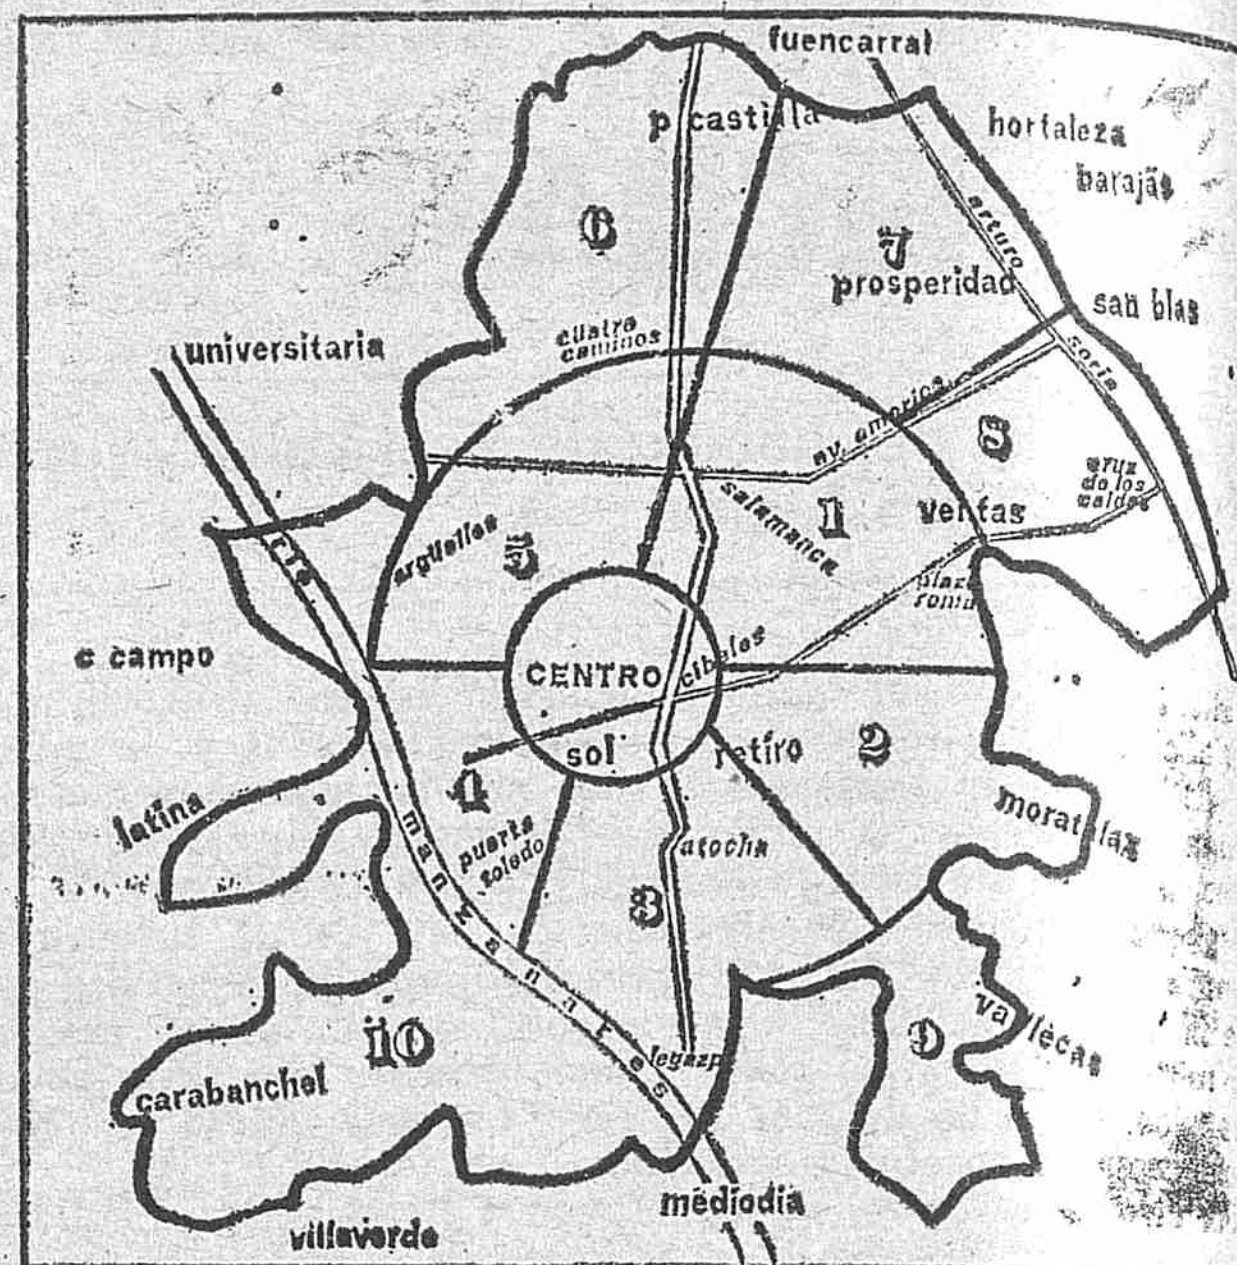 fuencarral
p castilla
hortaleza
barajas
6
7
arturo
prosperidad
san blas
cuatro
caminos
universitaria
soria
av. america
8
cruz
de los
caidos
salamanca
1
ventas
argüelles
5
rio
plaza
roma
c campo
CENTRO
cibeles
sol
retiro
2
4
latina
puerta
toledo
moratalaz
atocha
manzanares
3
vallecas
10
9
legazpi
carabanchel
mediodia
villaverde